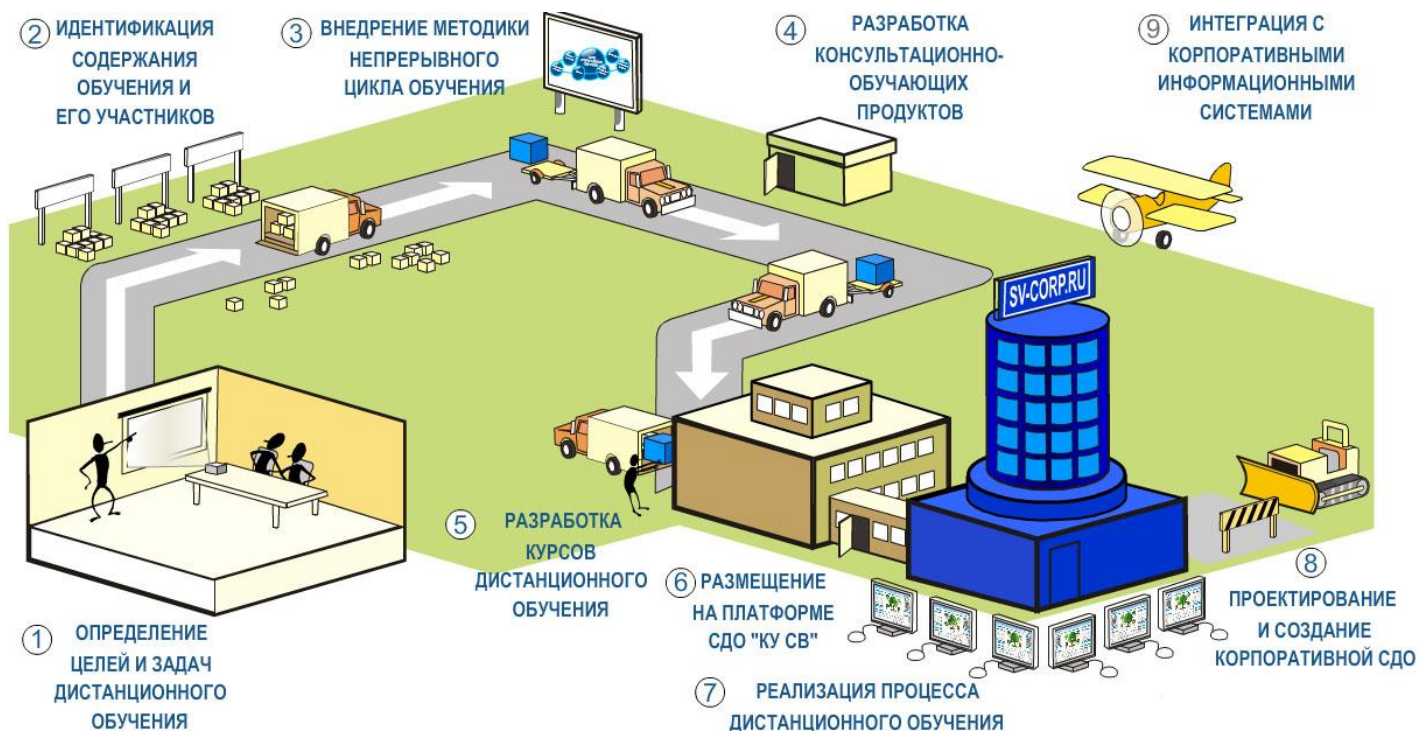 ② ИДЕНТИФИКАЦИЯ
СОДЕРЖАНИЯ
ОБУЧЕНИЯ И
ЕГО УЧАСТНИКОВ
③ ВНЕДРЕНИЕ МЕТОДИКИ
НЕПРЕРЫВНОГО
ЦИКЛА ОБУЧЕНИЯ
④ РАЗРАБОТКА
КОНСУЛЬТАЦИОННО-
ОБУЧАЮЩИХ
ПРОДУКТОВ
⑨ ИНТЕГРАЦИЯ С
КОРПОРАТИВНЫМИ
ИНФОРМАЦИОННЫМИ
СИСТЕМАМИ
SV-CORP.RU
① ОПРЕДЕЛЕНИЕ
ЦЕЛЕЙ И ЗАДАЧ
ДИСТАНЦИОННОГО
ОБУЧЕНИЯ
⑤ РАЗРАБОТКА
КУРСОВ
ДИСТАНЦИОННОГО
ОБУЧЕНИЯ
⑥ РАЗМЕЩЕНИЕ
НА ПЛАТФОРМЕ
СДО "КУ СВ"
⑦ РЕАЛИЗАЦИЯ ПРОЦЕССА
ДИСТАНЦИОННОГО ОБУЧЕНИЯ
⑧
ПРОЕКТИРОВАНИЕ
И СОЗДАНИЕ
КОРПОРАТИВНОЙ СДО